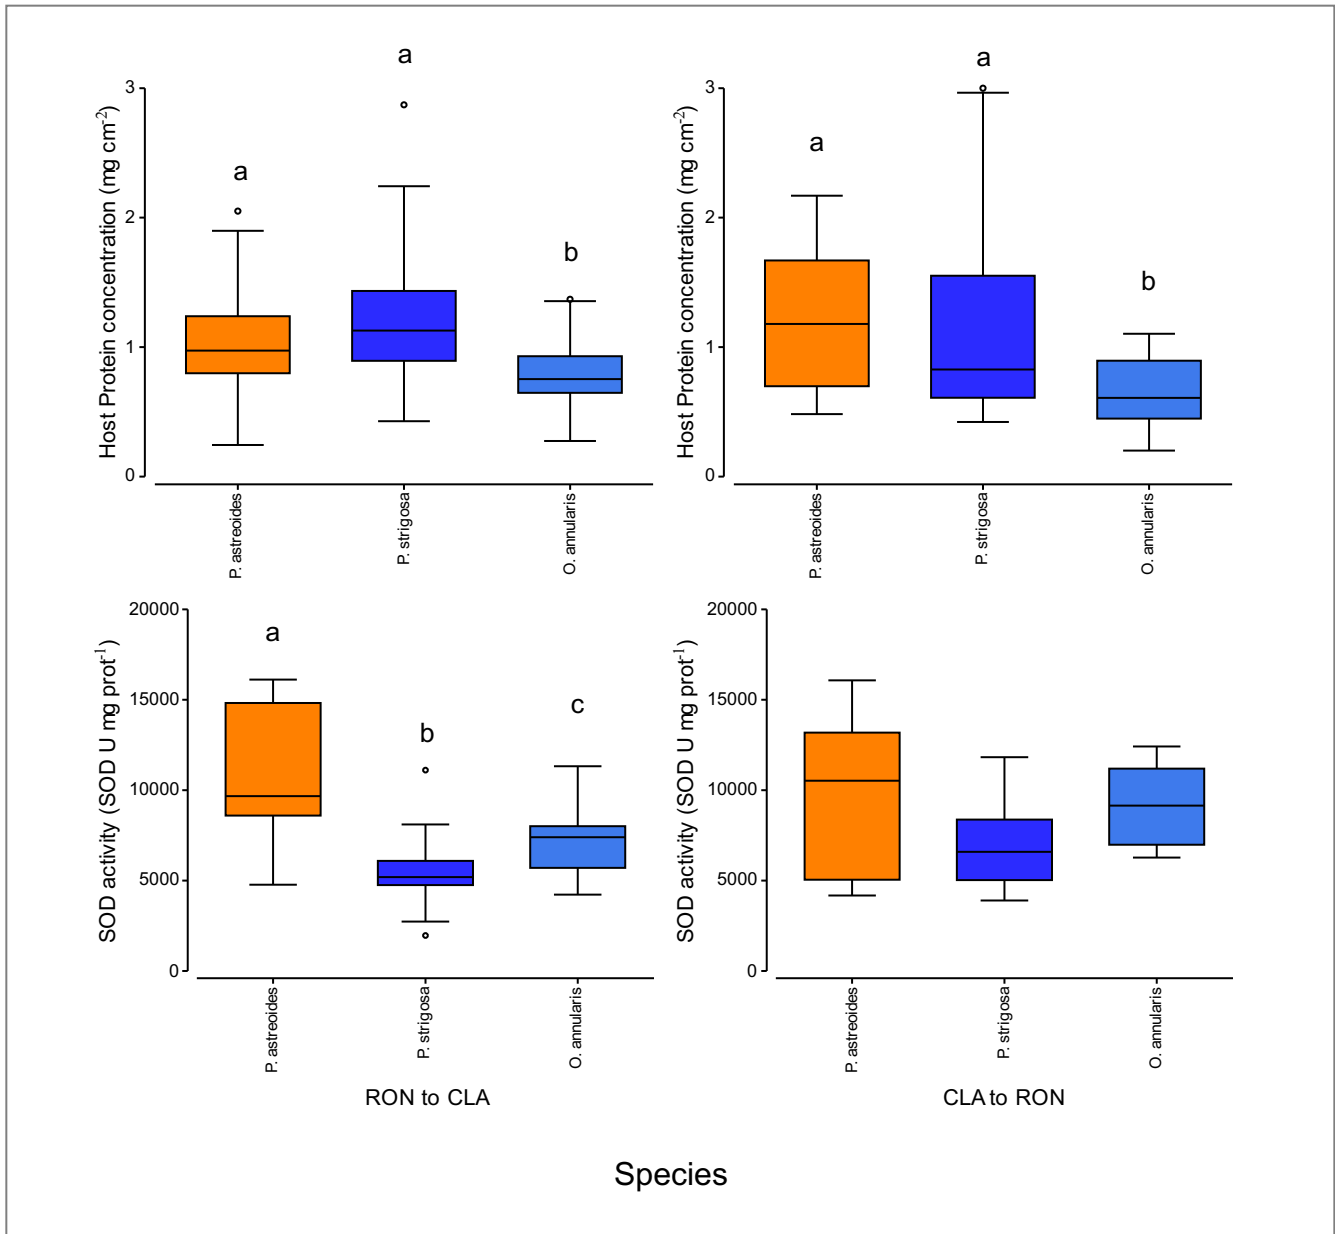 a
a
3
2
1
0
Host Protein concentration (mg cm-2)
a
b
P. astreoides
P. strigosa
O. annularis
a
3
2
1
0
Host Protein concentration (mg cm-2)
a
b
P. astreoides
P. strigosa
O. annularis
20000
15000
10000
5000
0
SOD activity (SOD U mg prot-1)
a
b
c
P. astreoides
P. strigosa
O. annularis
RON to CLA
20000
15000
10000
5000
0
SOD activity (SOD U mg prot-1)
P. astreoides
P. strigosa
O. annularis
CLA to RON
Species